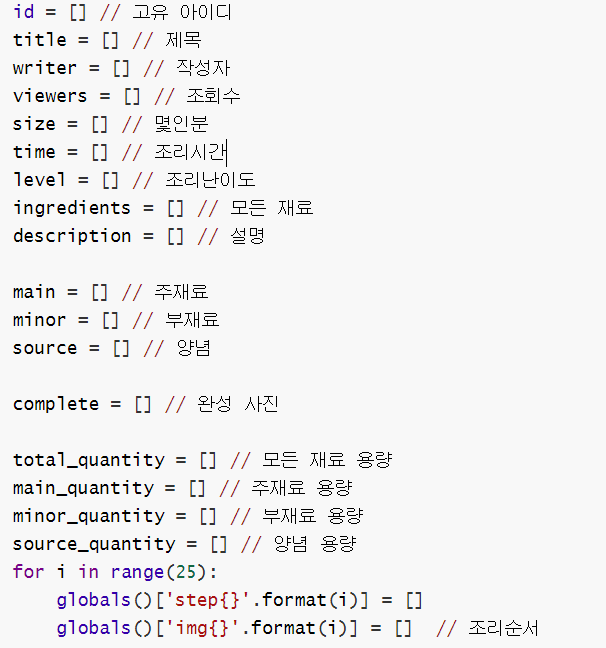 id = [] // 고유 아이디
title = [] // 제목
writer = [] // 작성자
viewers = [] // 조회수
size = [] // 몇인분
time = [] // 조리시간
level = [] // 조리난이도
ingredients = [] // 모든 재료
description = [] // 설명
main = [] // 주재료
minor = [] // 부재료
source = [] // 양념
complete = [] // 완성 사진
total_quantity = [] // 모든 재료 용량
main_quantity = [] // 주재료 용량
minor_quantity = [] // 부재료 용량
source_quantity = [] // 양념 용량
for i in range(25):
    globals()['step{}'.format(i)] = []
    globals()['img{}'.format(i)] = []  // 조리순서